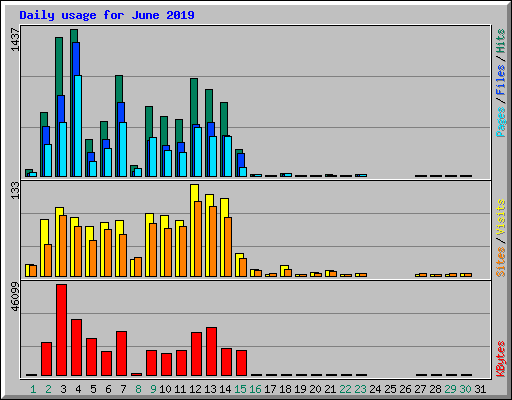 Daily usage for June 2019
1437
Pages/Files/Hits
133
Sites/Visits
46099
KBytes
1 2 3 4 5 6 7 8 9 10 11 12 13 14 15 16 17 18 19 20 21 22 23 24 25 26 27 28 29 30 31